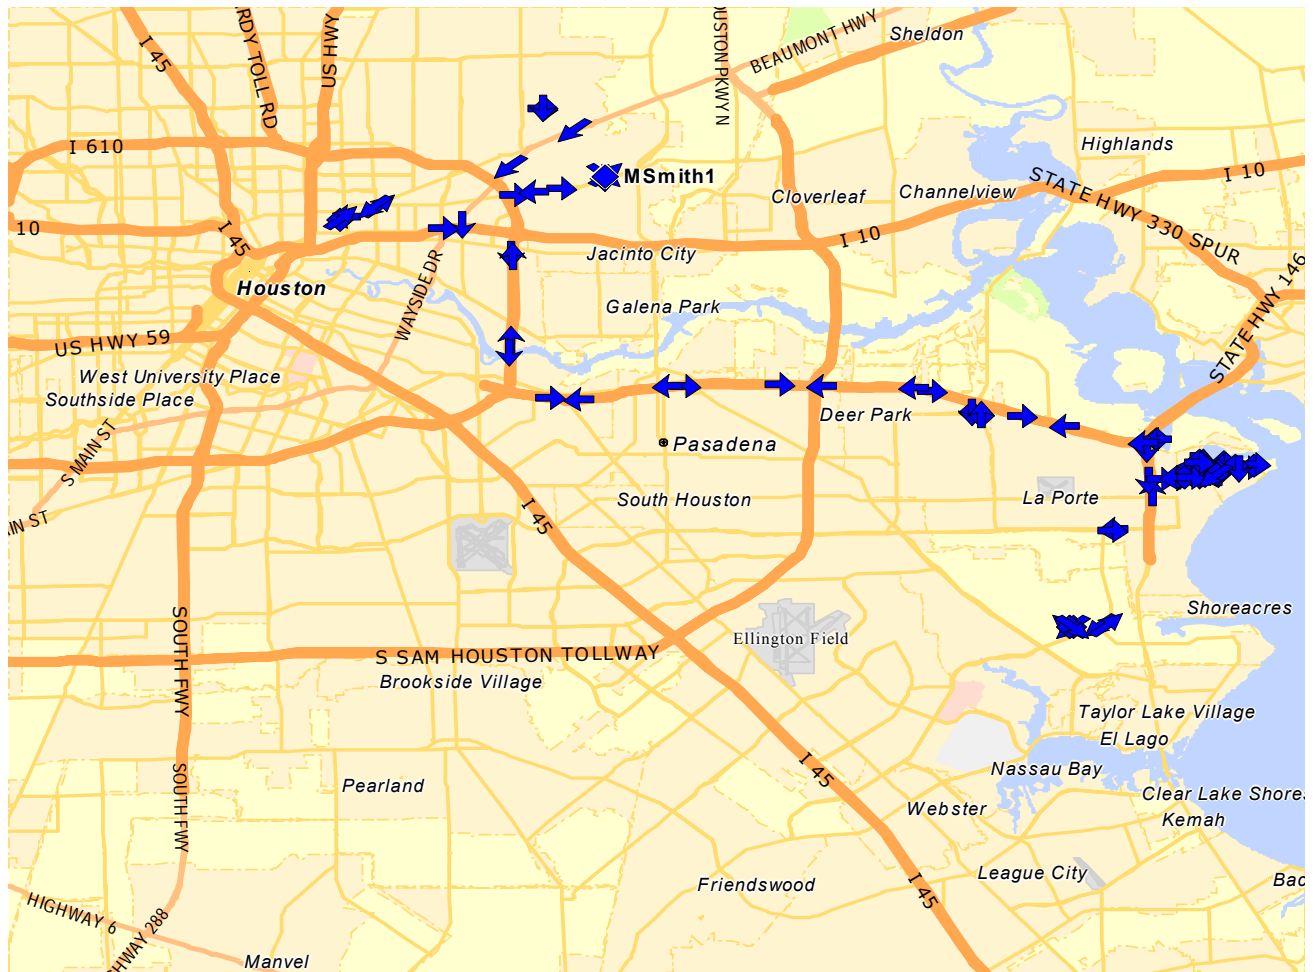 I 45
RDY TOLL RD
US HWY
OUSTON PKWY N
BEAUMONT HWY
Sheldon
I 610
Highlands
MSmith1
Cloverleaf
Channelview
STATE HWY 330 SPUR
I 10
10
I 45
I 10
Jacinto City
Houston
WAYSIDE DR
Galena Park
STATE HWY 146
US HWY 59
West University Place
Southside Place
Deer Park
S MAIN ST
Pasadena
South Houston
La Porte
IN ST
I 45
Shoreacres
SOUTH FWY
Ellington Field
S SAM HOUSTON TOLLWAY
Brookside Village
Taylor Lake Village
El Lago
Nassau Bay
I 45
Pearland
SOUTH FWY
Clear Lake Shores
Webster
Kemah
League City
Friendswood
I 45
Bac
HIGHWAY 6
HWAY 288
Manvel